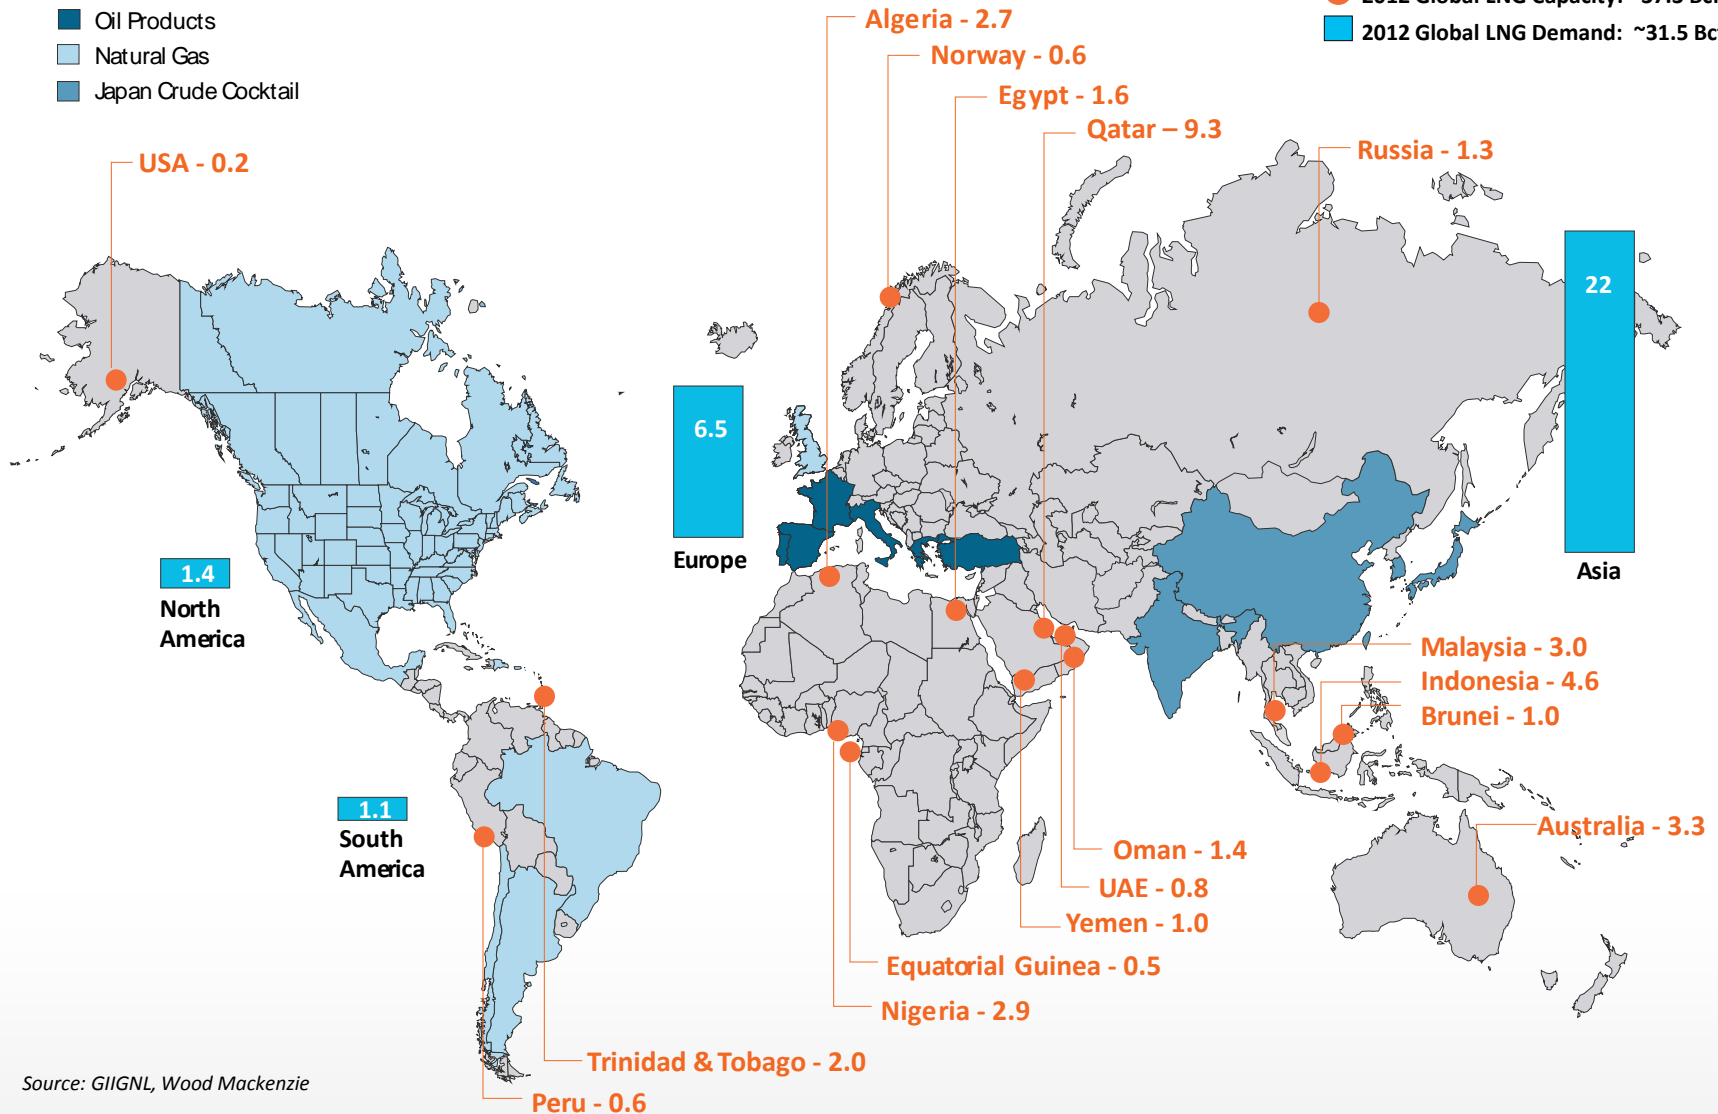 Oil Products
Natural Gas
Japan Crude Cocktail
2012 Global LNG Demand: ~31.5
Algeria - 2.7
Norway - 0.6
Egypt - 1.6
Qatar – 9.3
Russia - 1.3
USA - 0.2
22
Asia
6.5
Europe
1.4
North
America
1.1
South
America
Malaysia - 3.0
Indonesia - 4.6
Brunei - 1.0
Australia - 3.3
Oman - 1.4
UAE - 0.8
Yemen - 1.0
Equatorial Guinea - 0.5
Nigeria - 2.9
Trinidad & Tobago - 2.0
Peru - 0.6
Source: GIIGNL, Wood Mackenzie